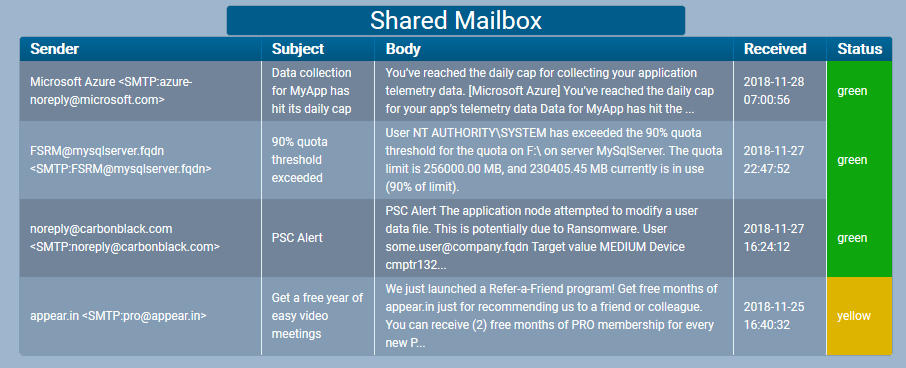 Shared Mailbox
Sender Subject Body Received Status
Microsoft Azure <SMTP:azure-
noreply@microsoft.com>
Data collection
for MyApp has
hit its daily cap
You've reached the daily cap for collecting your application
telemetry data. [Microsoft Azure] You've reached the daily cap
for your app's telemetry data Data for MyApp has hit the ...
2018-11-28
07:00:56
green
FSRM@mysqlserver.fqdn
<SMTP:FSRM@mysqlserver.fqdn>
90% quota
threshold
exceeded
User NT AUTHORITY\SYSTEM has exceeded the 90% quota
threshold for the quota on F:\ on server MySqlServer. The quota
limit is 256000.00 MB, and 230405.45 MB currently is in use
(90% of limit).
2018-11-27
22:47:52
green
noreply@carbonblack.com
<SMTP:noreply@carbonblack.com>
PSC Alert
PSC Alert The application node attempted to modify a user
data file. This is potentially due to Ransomware. User
some.user@company.fqdn Target value MEDIUM Device
cmptr132...
2018-11-27
16:24:12
green
appear.in <SMTP:pro@appear.in>
Get a free year of
easy video
meetings
We just launched a Refer-a-Friend program! Get free months of
appear.in just for recommending us to a friend or colleague.
You can receive (2) free months of PRO membership for every
new P...
2018-11-25
16:40:32
yellow